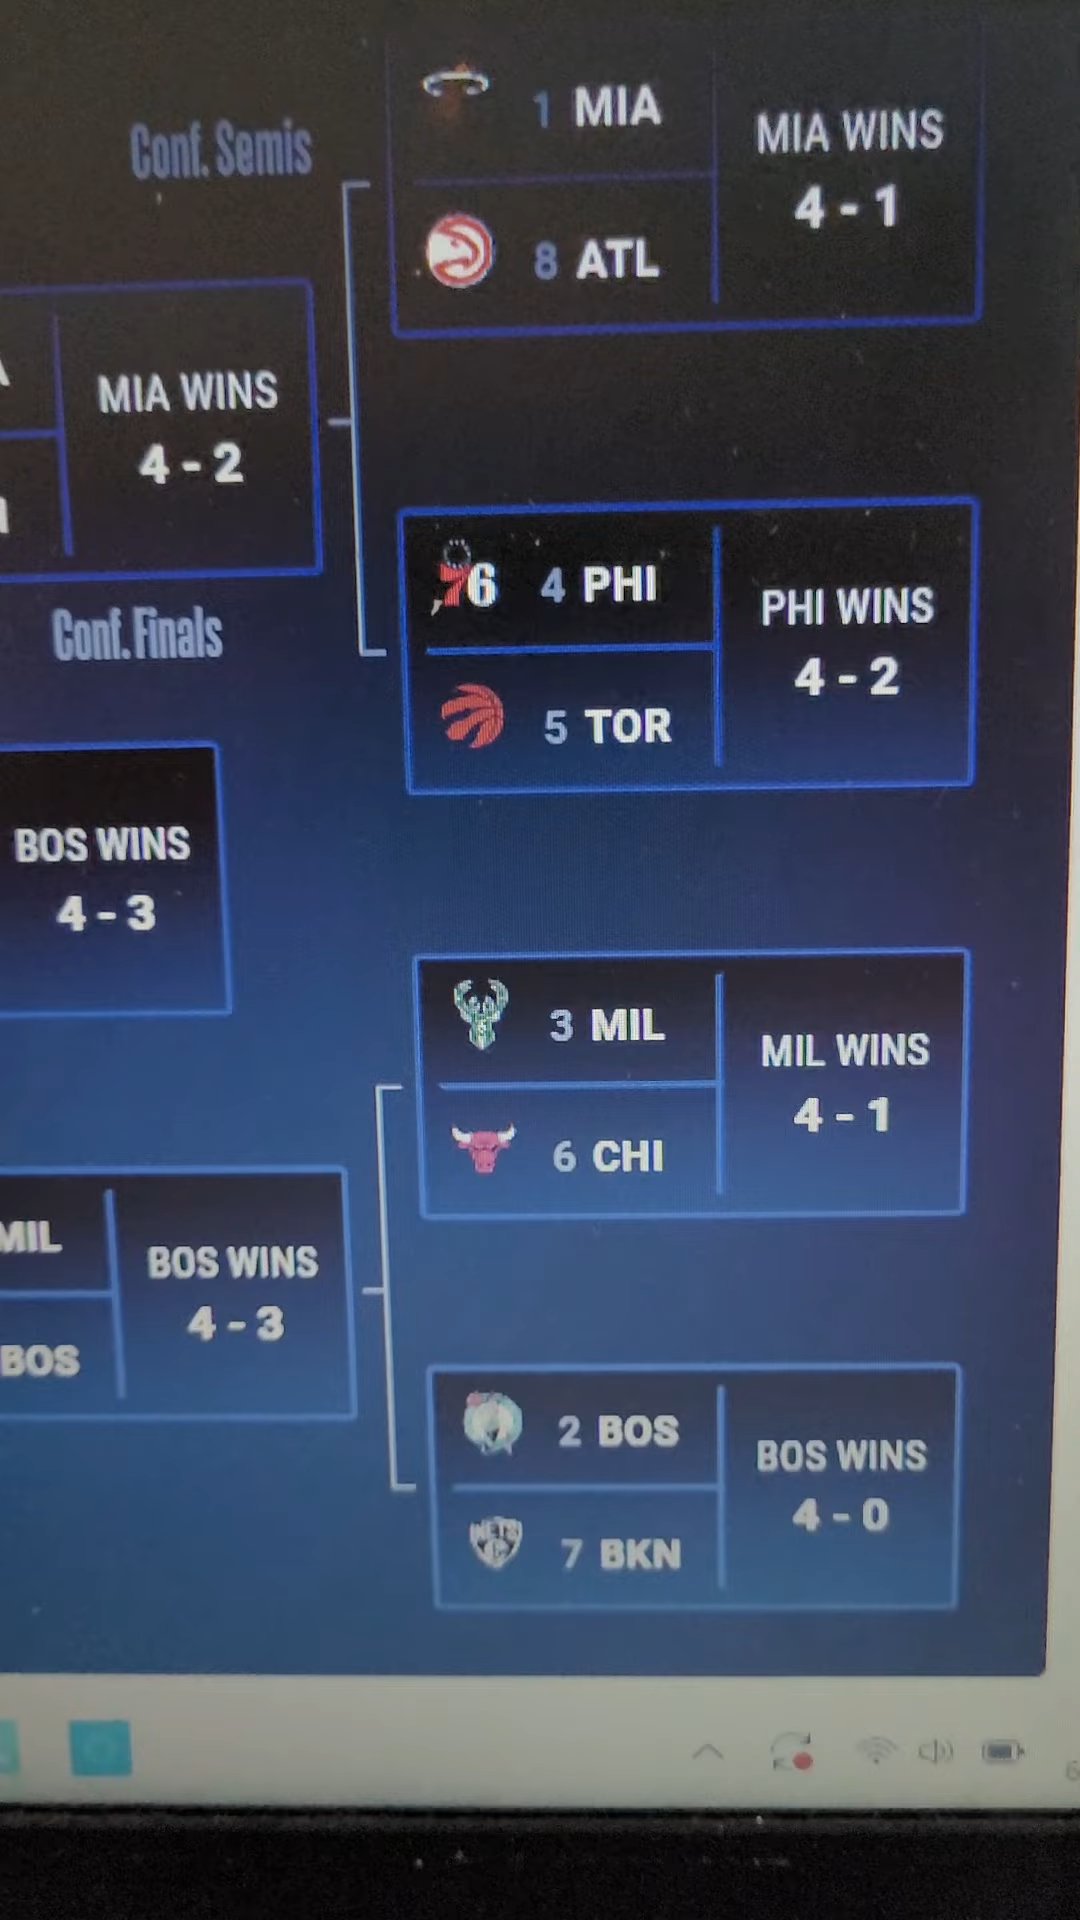 Conf. Semis
1 MIA
8 ATL
MIA WINS
4 - 1
MIA WINS
4 - 2
76 4 PHI
5 TOR
PHI WINS
4 - 2
Conf. Finals
BOS WINS
4 - 3
3 MIL
6 CHI
MIL WINS
4 - 1
MIL
BOS
BOS WINS
4 - 3
2 BOS
NETS 7 BKN
BOS WINS
4 - 0